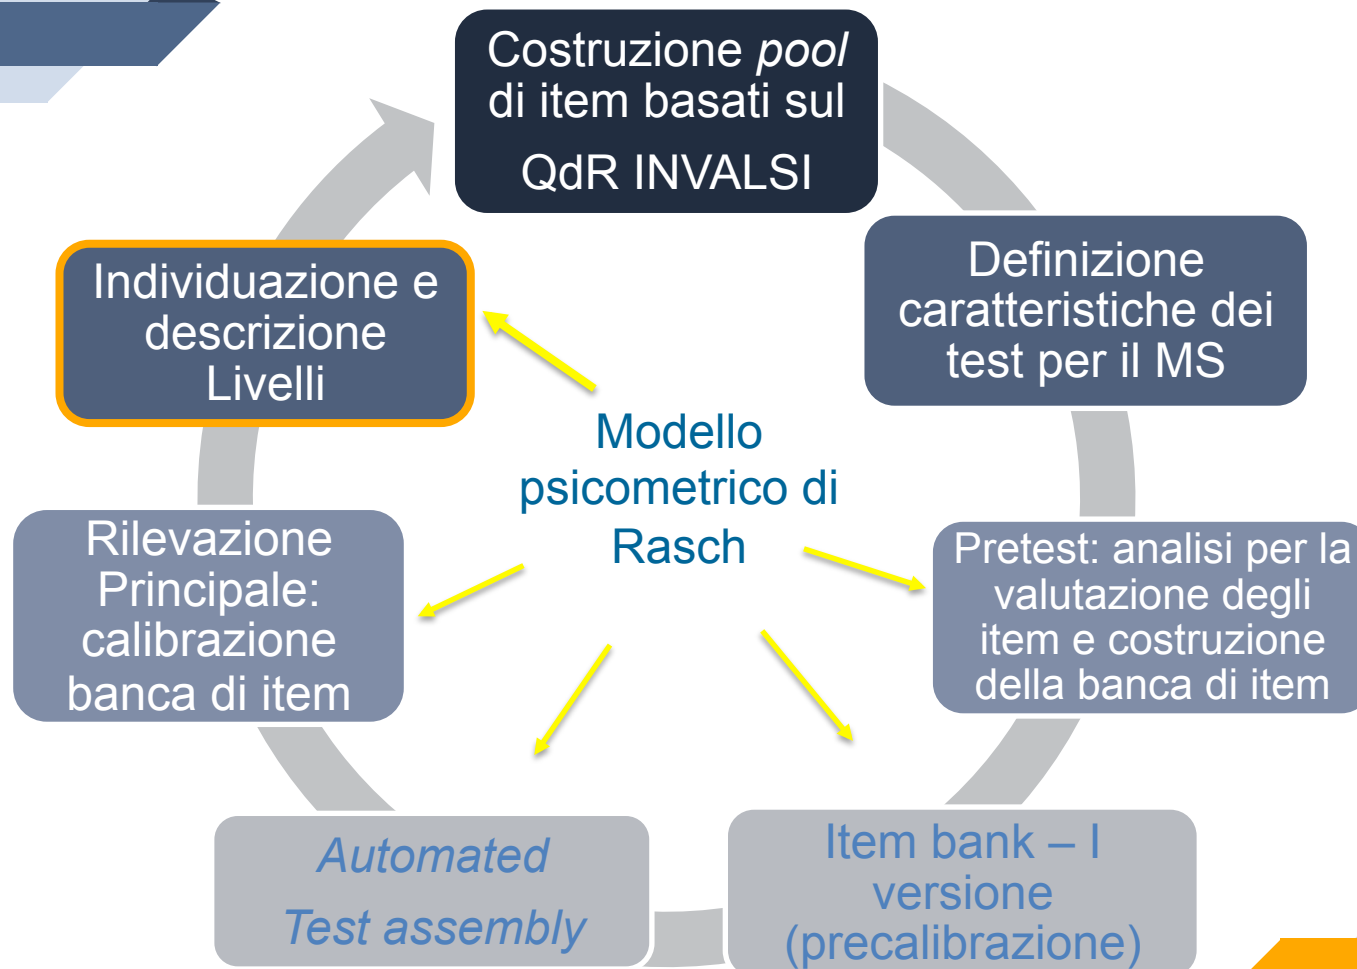 Costruzione pool
di item basati sul
QdR INVALSI
Definizione
caratteristiche dei
test per il MS
Pretest: analisi per la
valutazione degli
item e costruzione
della banca di item
Item bank – I
versione
(precalibrazione)
Automated
Test assembly
Rilevazione
Principale:
calibrazione
banca di item
Individuazione e
descrizione
Livelli
Modello
psicometrico di
Rasch